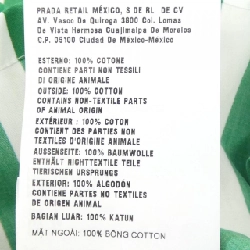 PRADA RETAIL MÉXICO, S DE RL DE CV
AV. Vasco De Quiroga 3800 Col. Lomas
De Vista Hermosa Cuajimalpa De Morelos
C.P. 05100 Ciudad De México-México
ESTERNO: 100% COTONE
CONTIENE PARTI NON TESSILI
DI ORIGINE ANIMALE
OUTSIDE: 100% COTTON
CONTAINS NON-TEXTILE PARTS
OF ANIMAL ORIGIN
EXTÉRIEUR : 100% COTON
CONTIENT DES PARTIES NON
TEXTILES D'ORIGINE ANIMALE
AUSSENSEITE: 100% BAUMWOLLE
ENTHÄLT NIGHTTEXTILE TEILE
TIERISCHEN URSPRUNGS
EXTERIOR: 100% ALGODON
CONTIENE PARTES NO TEXTILES
DE ORIGEN ANIMAL
BAGIAN LUAR: 100% KATUN
MẶT NGOÀI: 100% BÔNG COTTON